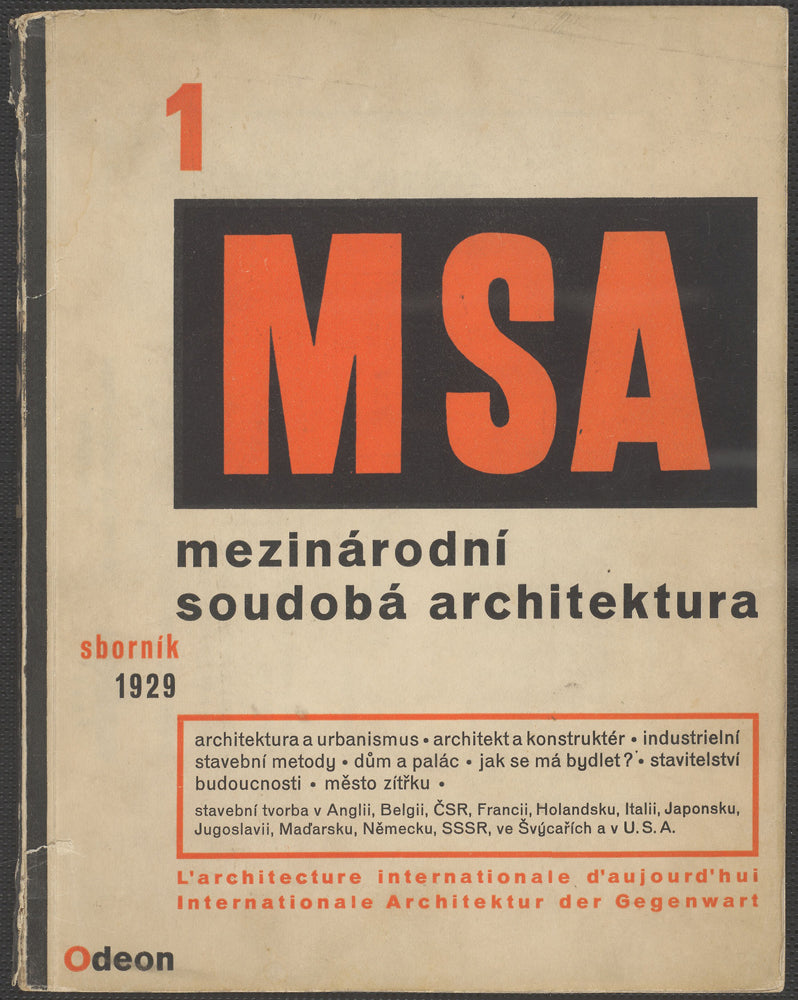 1
MSA
mezinárodní
soudobá architektura
sborník
1929
architektura a urbanismus • architekt a konstruktér • industrielní
stavební metody • dům a palác • jak se má bydlet? • stavitelství
budoucnosti • město zítřku •
stavební tvorba v Anglii, Belgii, ČSR, Francii, Holandsku, Italii, Japonsku,
Jugoslavii, Maďarsku, Německu, SSSR, ve Švýcařích a v U. S. A.
L'architecture internationale d'aujourd'hui
Internationale Architektur der Gegenwart
Odeon